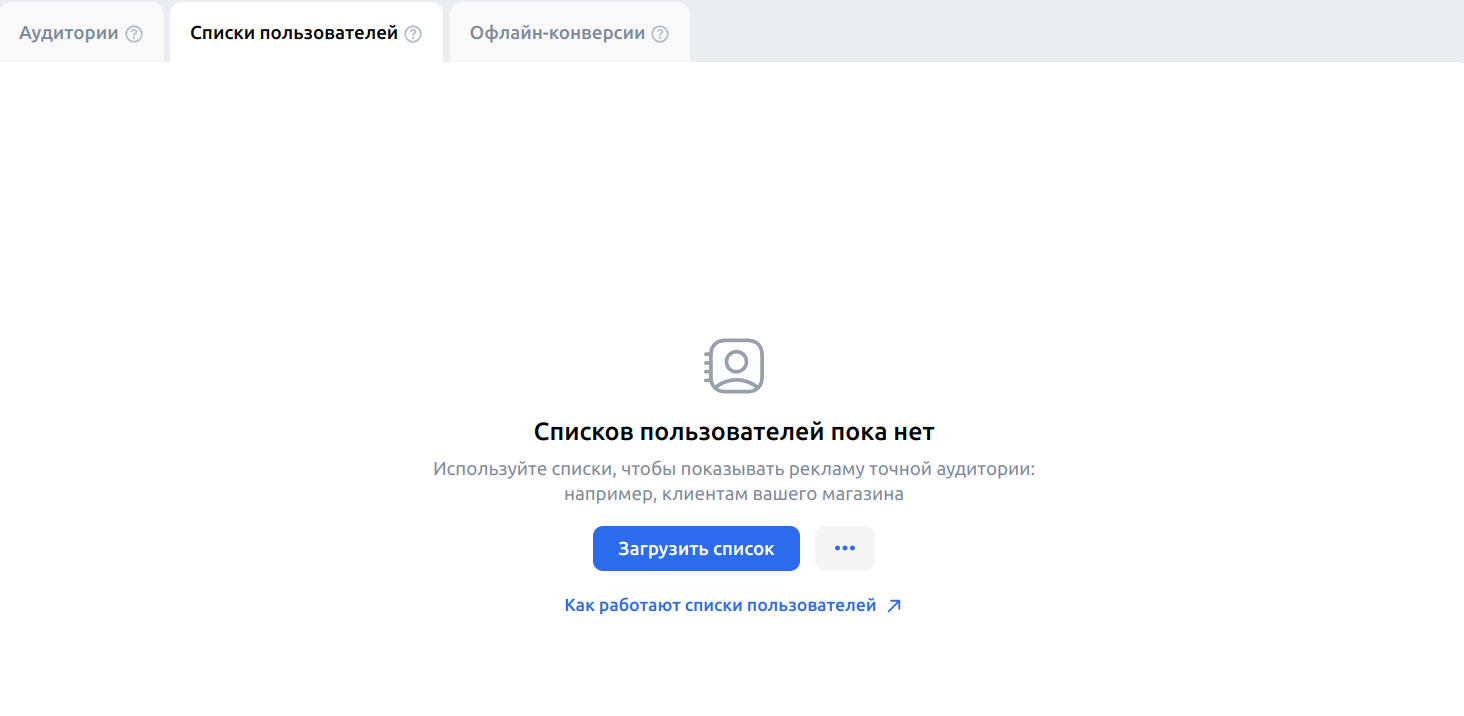 Аудитории
Списки пользователей
Офлайн-конверсии
Списков пользователей пока нет
Используйте списки, чтобы показывать рекламу точной аудитории:
например, клиентам вашего магазина
Загрузить список
Как работают списки пользователей